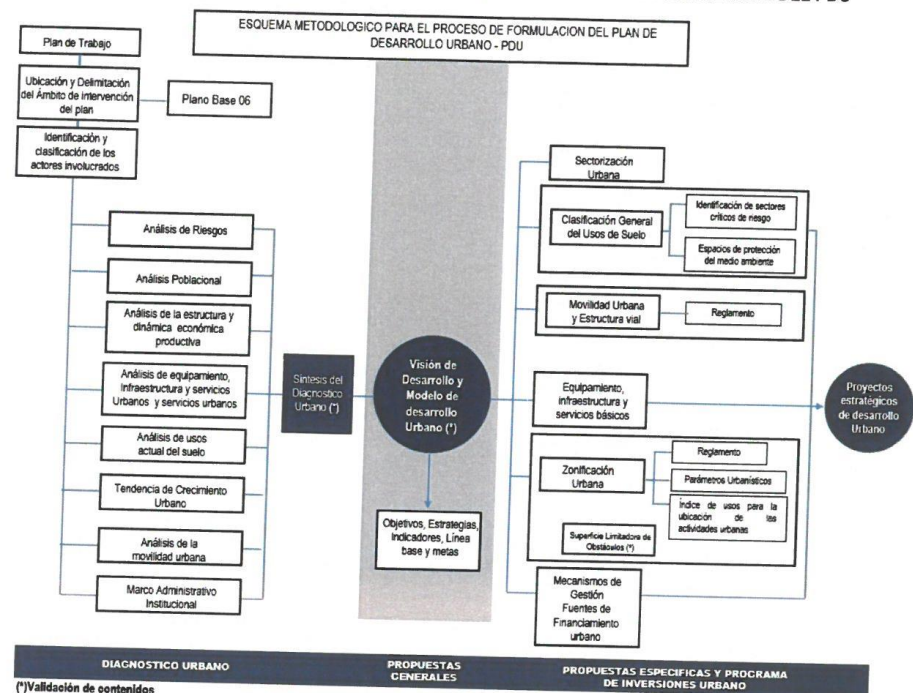 ESQUEMA METODOLOGICO PARA EL PROCESO DE FORMULACION DEL PLAN DE
DESARROLLO URBANO - PDU
Plan de Trabajo
Ubicación y Delimitación
del Ámbito de intervención
del plan
Plano Base 06
Identificación y
clasificación de los
actores involucrados
Análisis de Riesgos
Análisis Poblacional
Análisis de la estructura y
dinámica económica
productiva
Análisis de equipamiento,
Infraestructura y servicios
Urbanos y servicios urbanos
Análisis de usos
actual del suelo
Tendencia de Crecimiento
Urbano
Análisis de la
movilidad urbana
Marco Administrativo
Institucional
Síntesis del
Diagnostico
Urbano (*)
Visión de
Desarrollo y
Modelo de
desarrollo
Urbano (*)
Objetivos, Estrategias,
Indicadores, Línea
base y metas
Sectorización
Urbana
Clasificación General
del Usos de Suelo
Identificación de sectores
críticos de riesgo
Espacios de protección
del medio ambiente
Movilidad Urbana
y Estructura vial
Reglamento
Equipamiento,
infraestructura y
servicios básicos
Zonificación
Urbana
Reglamento
Parámetros Urbanísticos
Índice de usos para la
ubicación de las
actividades urbanas
Superficie Limitadora de
Obstáculos (*)
Mecanismos de
Gestión
Fuentes de
Financiamiento
urbano
Proyectos
estratégicos
de desarrollo
Urbano
DIAGNOSTICO URBANO
PROPUESTAS
GENERALES
PROPUESTAS ESPECIFICAS Y PROGRAMA
DE INVERSIONES URBANO
(*)Validación de contenidos